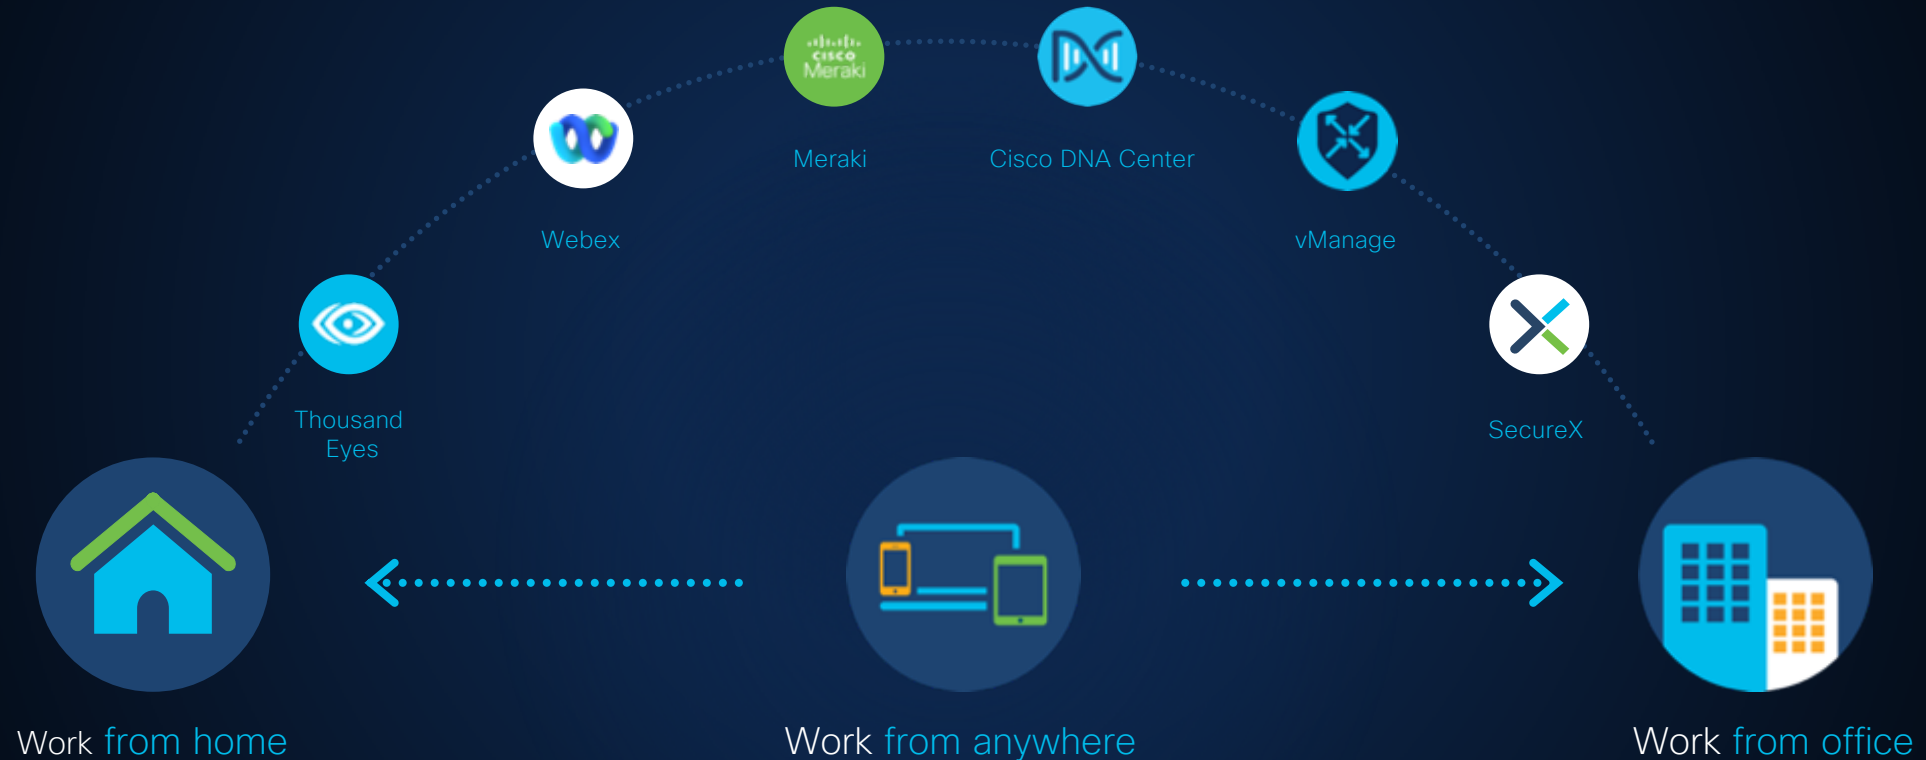 CISCO
Meraki
Meraki
Cisco DNA Center
Webex
vManage
Thousand
Eyes
SecureX
Work from home
Work from anywhere
Work from office